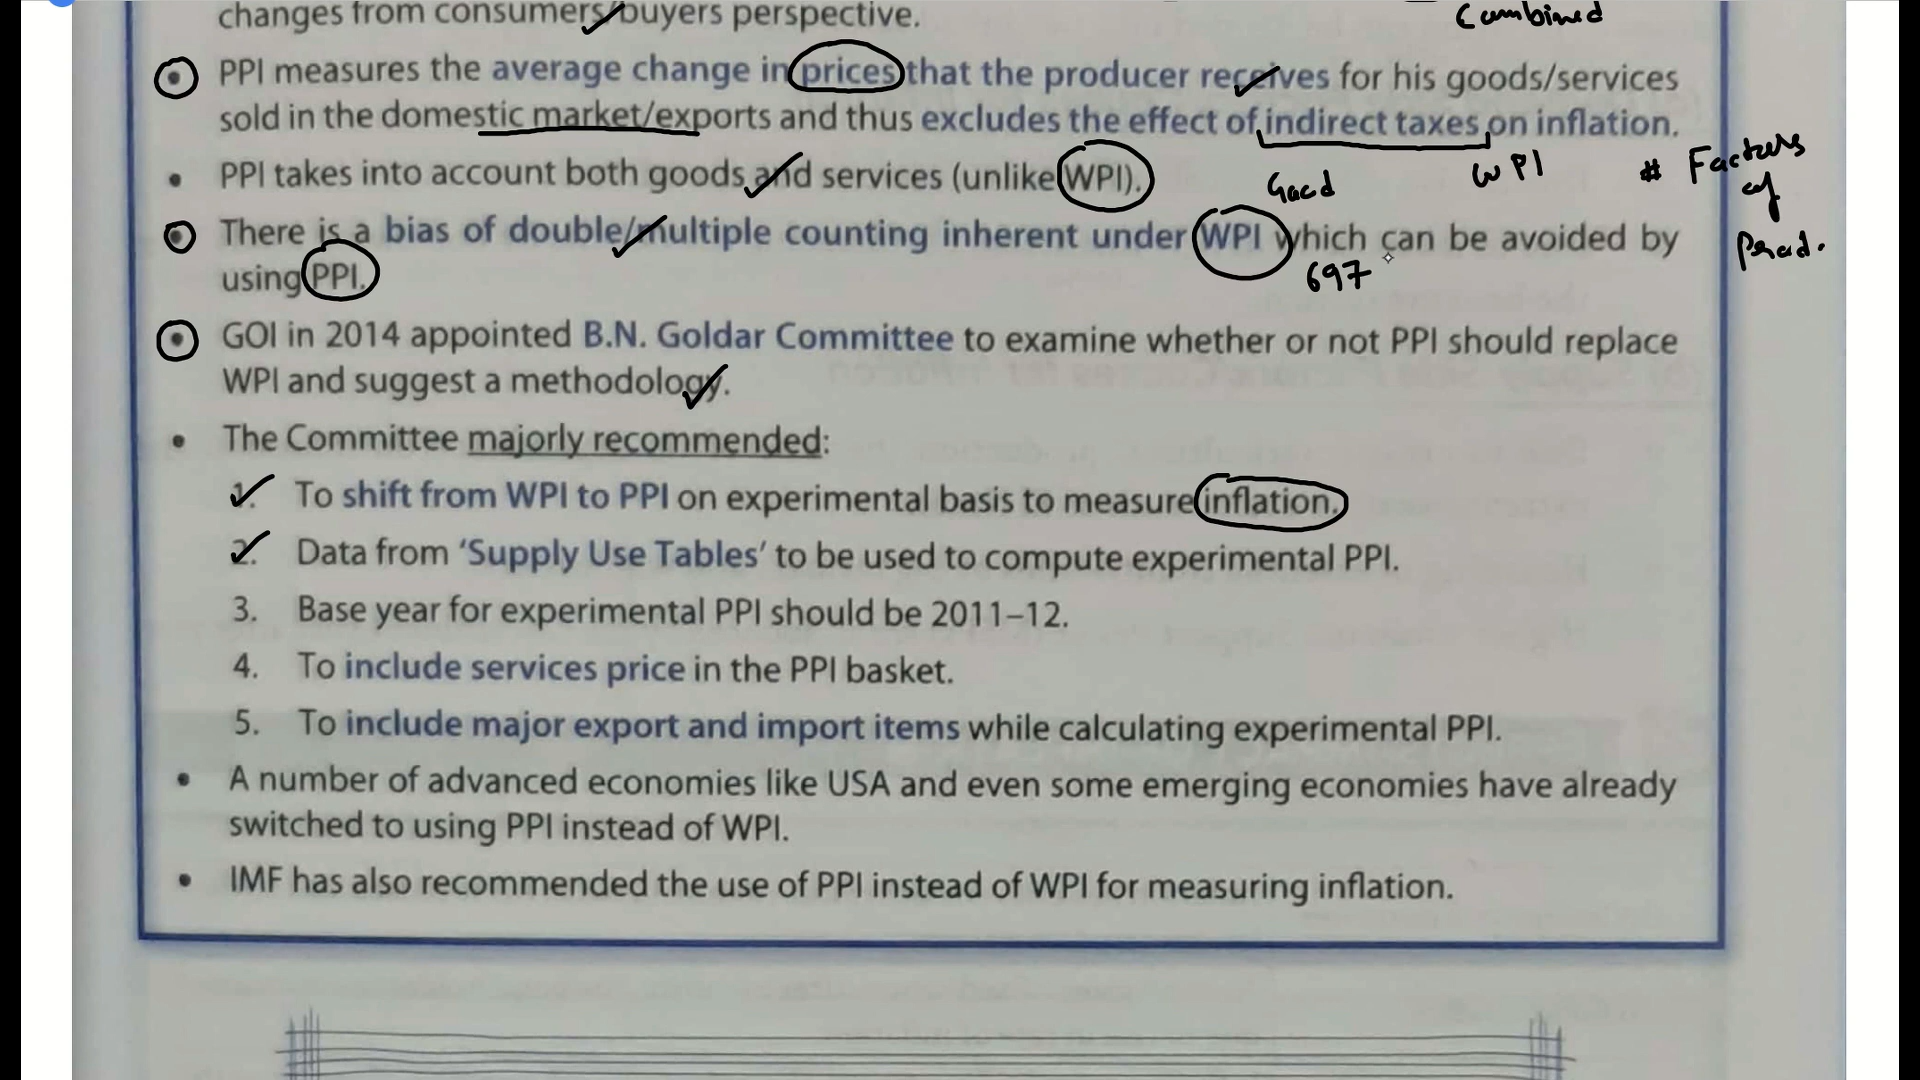 changes from consumers/buyers perspective.
Combined
• PPI measures the average change in prices that the producer receives for his goods/services
sold in the domestic market/exports and thus excludes the effect of indirect taxes on inflation.
• PPI takes into account both goods and services (unlike WPI).
Good
WPI
# Factors
of
Prod.
• There is a bias of double/multiple counting inherent under WPI which can be avoided by
697
using PPI.
• GOI in 2014 appointed B.N. Goldar Committee to examine whether or not PPI should replace
WPI and suggest a methodology.
• The Committee majorly recommended:
1. To shift from WPI to PPI on experimental basis to measure inflation.
2. Data from ‘Supply Use Tables’ to be used to compute experimental PPI.
3. Base year for experimental PPI should be 2011–12.
4. To include services price in the PPI basket.
5. To include major export and import items while calculating experimental PPI.
• A number of advanced economies like USA and even some emerging economies have already
switched to using PPI instead of WPI.
• IMF has also recommended the use of PPI instead of WPI for measuring inflation.